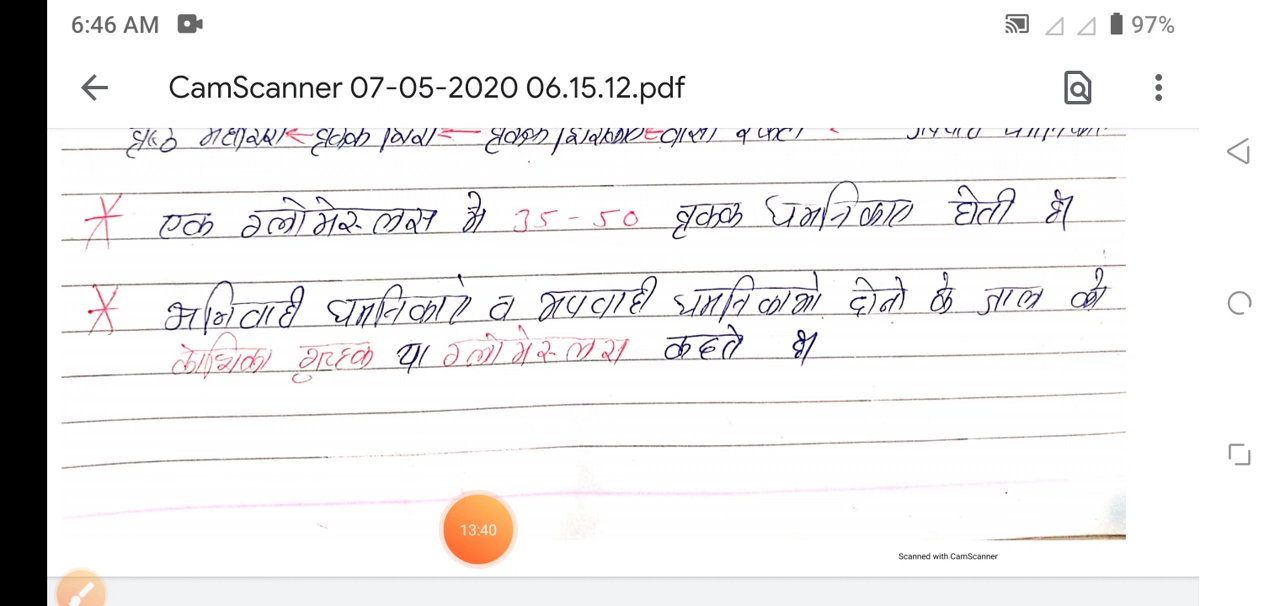 6:46 AM 97%
CamScanner 07-05-2020 06.15.12.pdf
वृक्क
* एक ग्लोमेरूलस में 35-50 वृक्क धमनिकाए होती है
* अभिवाही धमनिकाऐ व अपवाही धमनिकाओ दोनो के जाल को
कोशिका गुच्छक या ग्लोमेरूलस कहते है
13:40
Scanned with CamScanner